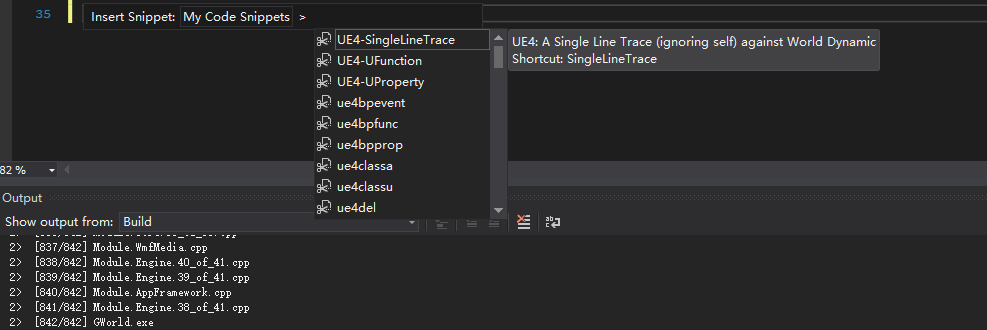 35
Insert Snippet: My Code Snippets >
UE4-SingleLineTrace
UE4: A Single Line Trace (ignoring self) against World Dynamic
Shortcut: SingleLineTrace
UE4-UFunction
UE4-UProperty
ue4bpevent
ue4bpfunc
ue4bpprop
ue4classa
ue4classu
ue4del
82 %
Output
Show output from: Build
2> [837/842] Module.WmfMedia.cpp
2> [838/842] Module.Engine.40_of_41.cpp
2> [839/842] Module.Engine.39_of_41.cpp
2> [840/842] Module.AppFramework.cpp
2> [841/842] Module.Engine.38_of_41.cpp
2> [842/842] GWorld.exe